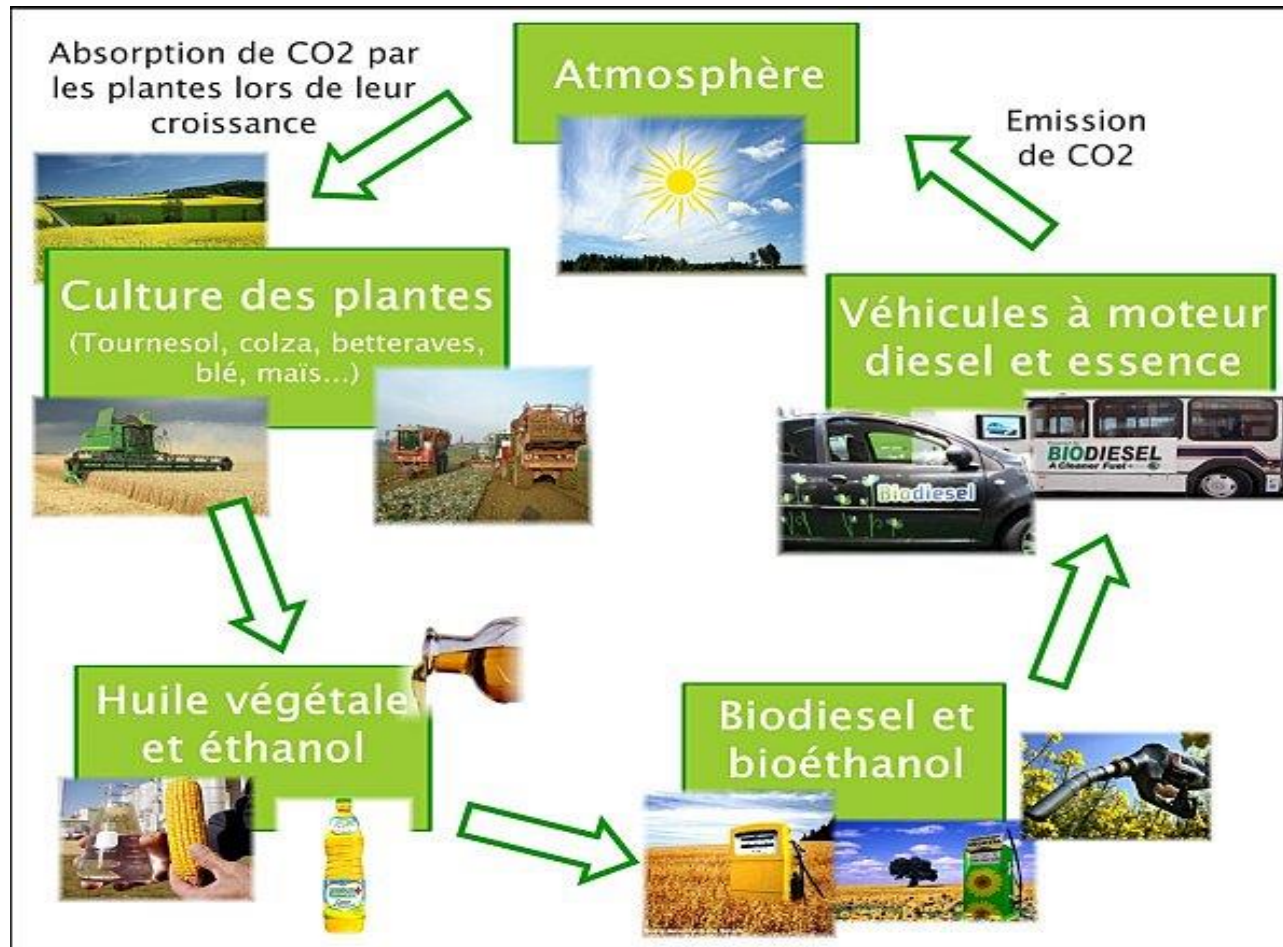 Absorption de CO2 par
les plantes lors de leur
croissance
Atmosphère
Emission
de CO2
Culture des plantes
(Tournesol, colza, betteraves,
blé, maïs...)
Véhicules à moteur
diesel et essence
BIODIESEL
A Cleaner Fuel
Biodiesel
Huile végétale
et éthanol
Biodiesel et
bioéthanol